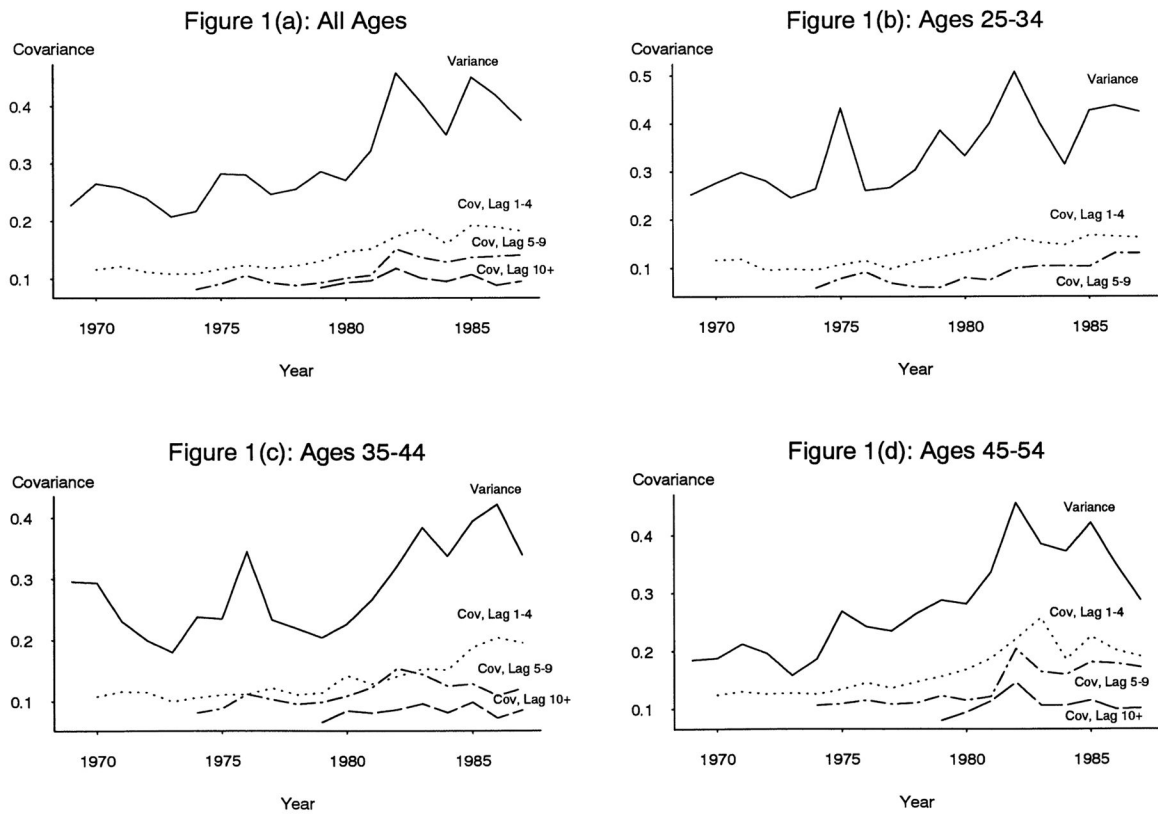 Figure 1(a): All Ages
Covariance
Variance
0.4
0.3
0.2
0.1
Cov, Lag 1-4
Cov, Lag 5-9
Cov, Lag 10+
1970 1975 1980 1985
Year
Figure 1(b): Ages 25-34
Covariance
Variance
0.5
0.4
0.3
0.2
0.1
Cov, Lag 1-4
Cov, Lag 5-9
1970 1975 1980 1985
Year
Figure 1(c): Ages 35-44
Covariance
Variance
0.4
0.3
0.2
0.1
Cov, Lag 1-4
Cov, Lag 5-9
Cov, Lag 10+
1970 1975 1980 1985
Year
Figure 1(d): Ages 45-54
Covariance
Variance
0.4
0.3
0.2
0.1
Cov, Lag 1-4
Cov, Lag 5-9
Cov, Lag 10+
1970 1975 1980 1985
Year